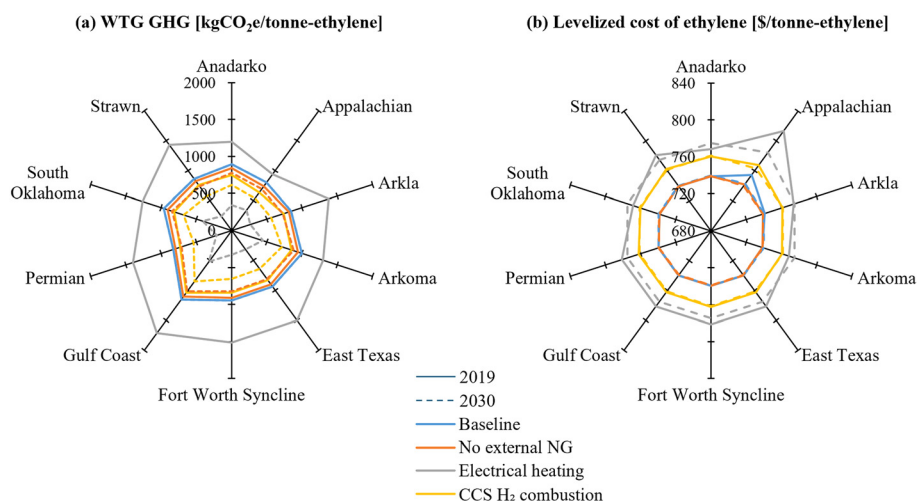 (a) WTG GHG [kgCO₂e/tonne-ethylene]
Anadarko
2000
1500
1000
500
0
Strawn
Appalachian
South
Oklahoma
Arkla
Permian
Arkoma
Gulf Coast
East Texas
Fort Worth Syncline
(b) Levelized cost of ethylene [$/tonne-ethylene]
Anadarko
840
800
760
720
680
Strawn
Appalachian
South
Oklahoma
Arkla
Permian
Arkoma
Gulf Coast
East Texas
Fort Worth Syncline
2019
2030
Baseline
No external NG
Electrical heating
CCS H₂ combustion